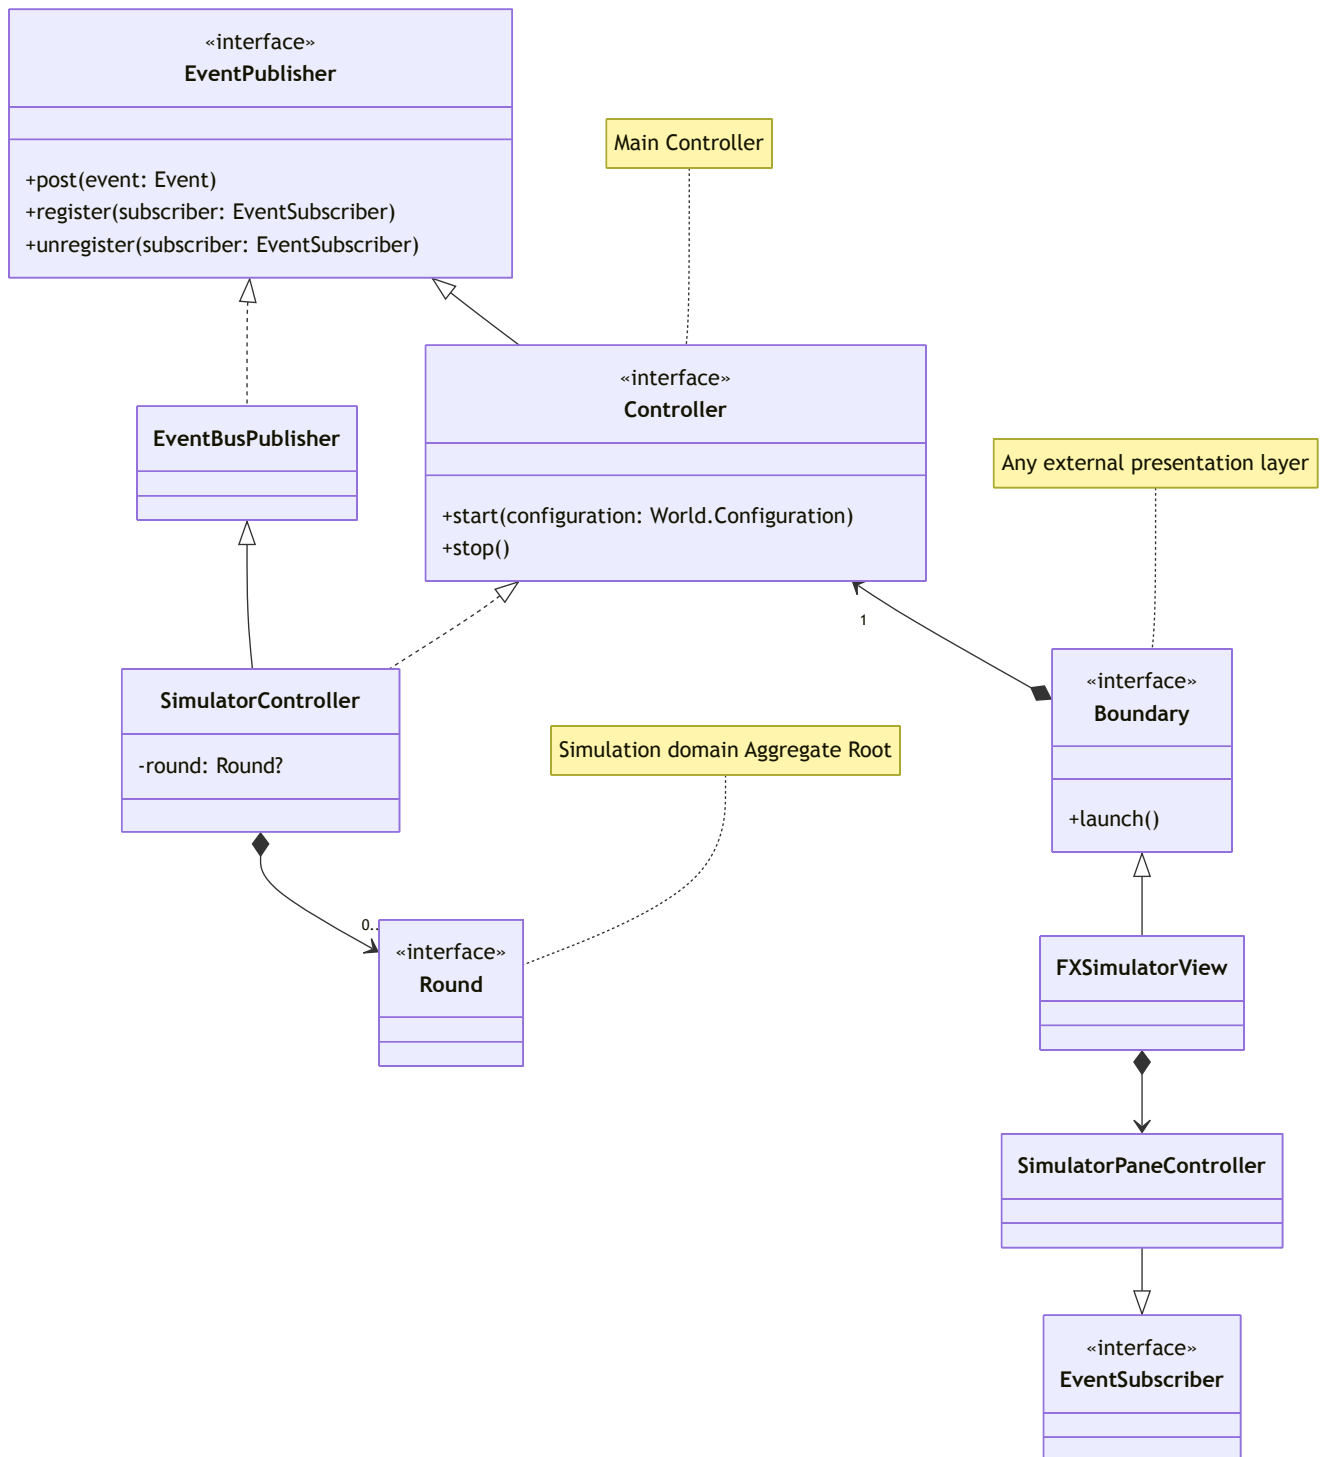 «interface»
EventPublisher
+post(event: Event)
+register(subscriber: EventSubscriber)
+unregister(subscriber: EventSubscriber)
Main Controller
«interface»
Controller
+start(configuration: World.Configuration)
+stop()
EventBusPublisher
Any external presentation layer
1
«interface»
Boundary
+launch()
SimulatorController
-round: Round?
Simulation domain Aggregate Root
0..
«interface»
Round
FXSimulatorView
SimulatorPaneController
«interface»
EventSubscriber